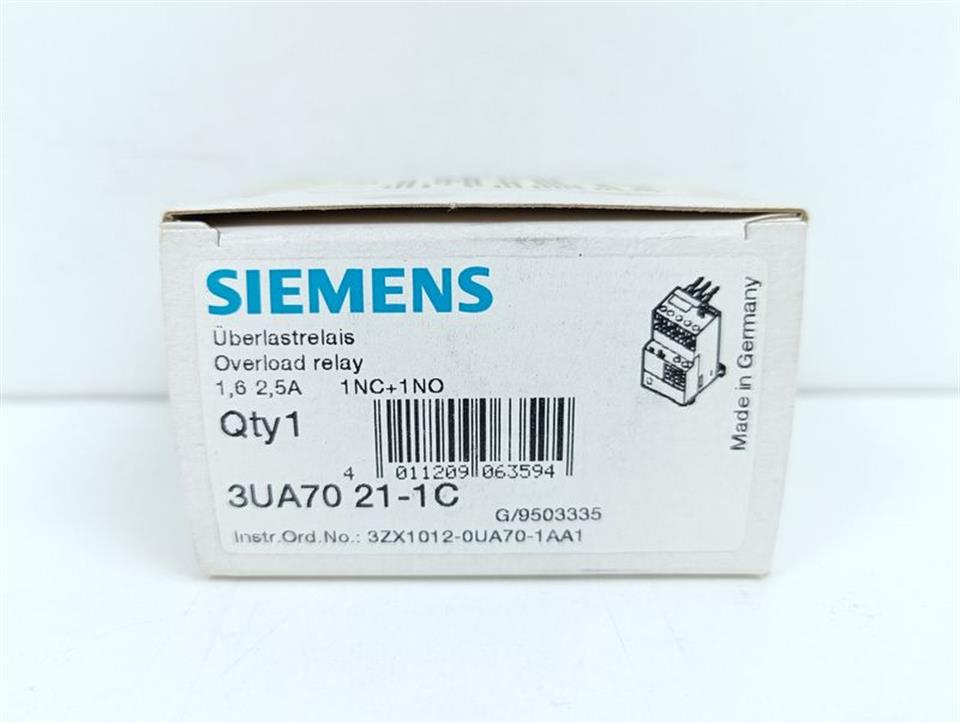 SIEMENS
Überlastrelais
Overload relay
1,6 2,5A 1NC+1NO
Qty1
4 011209 063594
3UA70 21-1C
G/9503335
Instr.Ord.No.: 3ZX1012-0UA70-1AA1
Made in Germany